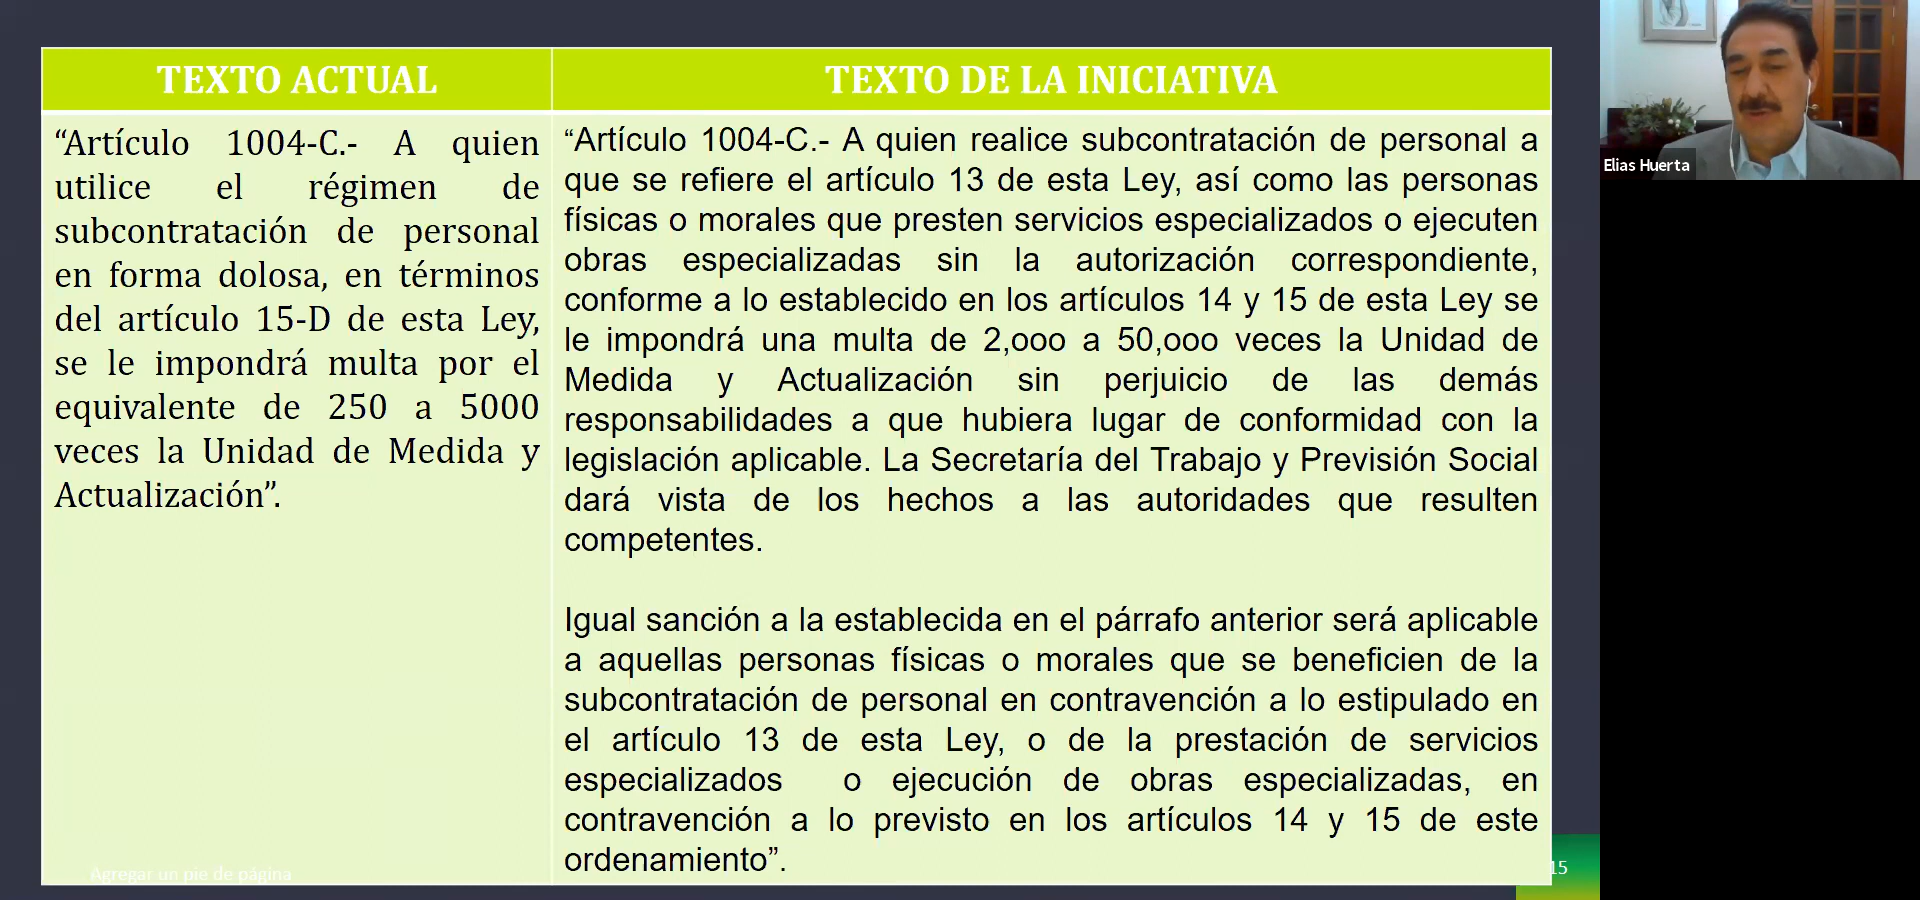 TEXTO ACTUAL
TEXTO DE LA INICIATIVA
“Artículo 1004-C.- A quien
utilice el régimen de
subcontratación de personal
en forma dolosa, en términos
del artículo 15-D de esta Ley,
se le impondrá multa por el
equivalente de 250 a 5000
veces la Unidad de Medida y
Actualización”.
“Artículo 1004-C.- A quien realice subcontratación de personal a
que se refiere el artículo 13 de esta Ley, así como las personas
físicas o morales que presten servicios especializados o ejecuten
obras especializadas sin la autorización correspondiente,
conforme a lo establecido en los artículos 14 y 15 de esta Ley se
le impondrá una multa de 2,ooo a 50,ooo veces la Unidad de
Medida y Actualización sin perjuicio de las demás
responsabilidades a que hubiera lugar de conformidad con la
legislación aplicable. La Secretaría del Trabajo y Previsión Social
dará vista de los hechos a las autoridades que resulten
competentes.
Igual sanción a la establecida en el párrafo anterior será aplicable
a aquellas personas físicas o morales que se beneficien de la
subcontratación de personal en contravención a lo estipulado en
el artículo 13 de esta Ley, o de la prestación de servicios
especializados o ejecución de obras especializadas, en
contravención a lo previsto en los artículos 14 y 15 de este
ordenamiento”.
Agregar un pie de página
15
Elias Huerta